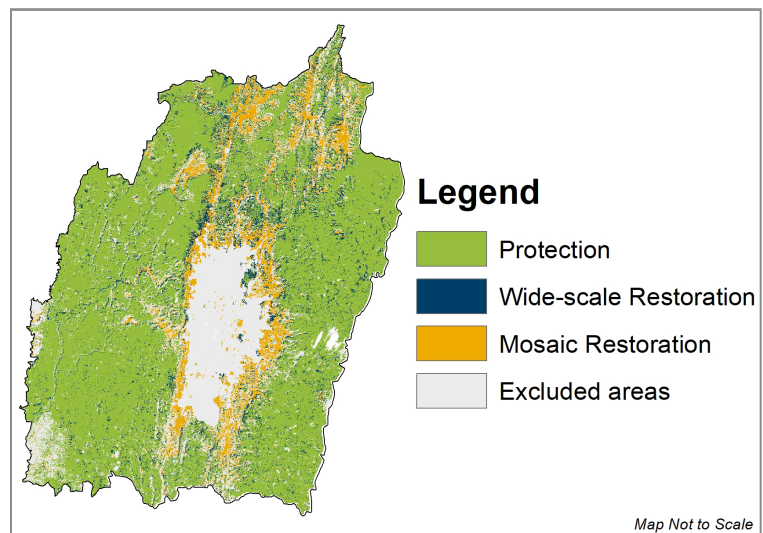 Legend
Protection
Wide-scale Restoration
Mosaic Restoration
Excluded areas
Map Not to Scale